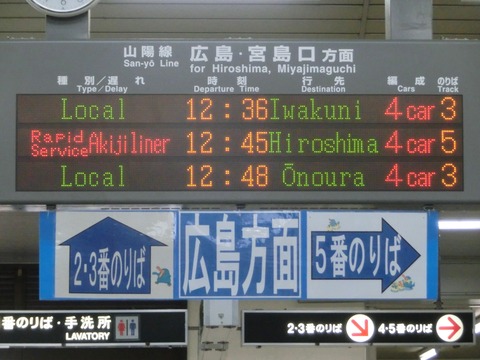 山陽線 広島・宮島口 方面
San-yō Line for Hiroshima, Miyajimaguchi
種別/遅れ 時刻 行先 編成 のりば
Type/Delay Departure Time Destination Cars Track
Local 12:36 Iwakuni 4car 3
Rapid Service Akijiliner 12:45 Hiroshima 4car 5
Local 12:48 Ōnoura 4car 3
2・3番のりば 広島方面 5番のりば
番のりば・手洗所
LAVATORY
2・3番のりば 4・5番のりば